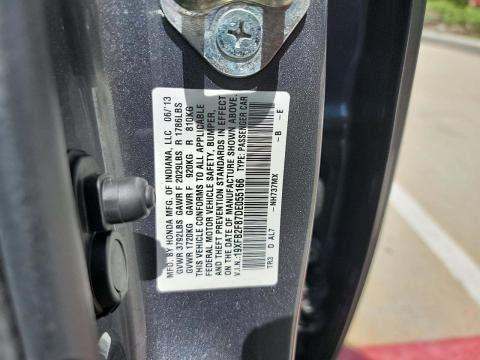 MFD. BY HONDA MFG. OF INDIANA, LLC 06/13
GVWR 3792LBS GAWR F 2029LBS R 1786LBS
GVWR 1720KG GAWR F 920KG R 810KG
THIS VEHICLE CONFORMS TO ALL APPLICABLE
FEDERAL MOTOR VEHICLE SAFETY, BUMPER,
AND THEFT PREVENTION STANDARDS IN EFFECT
ON THE DATE OF MANUFACTURE SHOWN ABOVE.
V.I.N.:19XFB2F87DE055166 TYPE: PASSENGER CAR
-NH737MX -B -E
TR3 D AL7